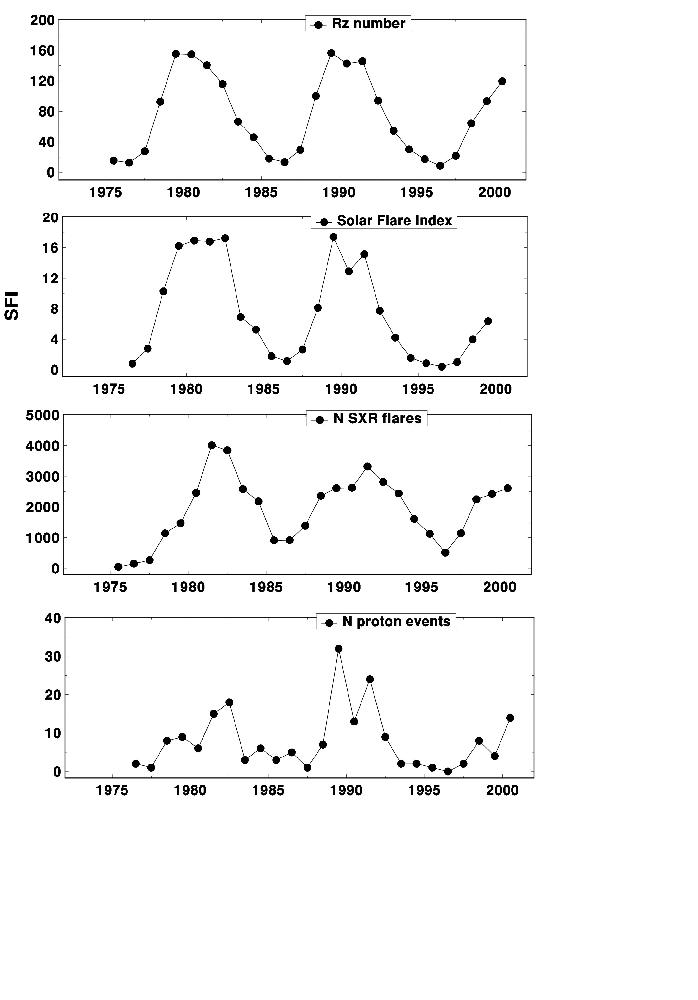 Rz number
200
160
120
80
40
0
1975 1980 1985 1990 1995 2000
Solar Flare Index
SFI
20
16
12
8
4
0
1975 1980 1985 1990 1995 2000
N SXR flares
5000
4000
3000
2000
1000
0
1975 1980 1985 1990 1995 2000
N proton events
40
30
20
10
0
1975 1980 1985 1990 1995 2000